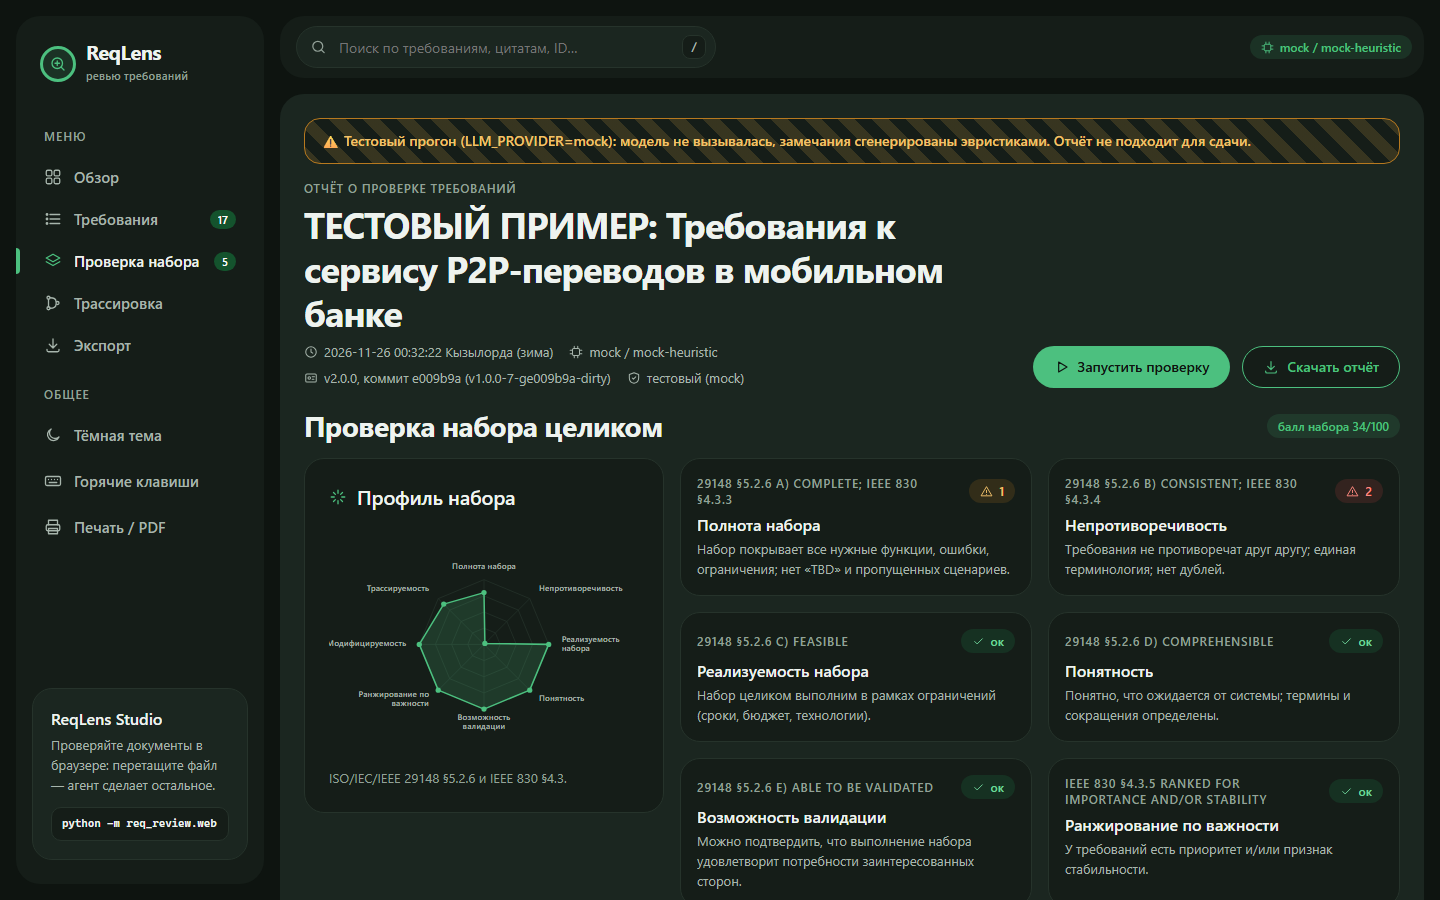 ReqLens
ревью требований
МЕНЮ
Обзор
Требования
17
Проверка набора
5
Трассировка
Экспорт
ОБЩЕЕ
Тёмная тема
Горячие клавиши
Печать / PDF
ReqLens Studio
Проверяйте документы в
браузере: перетащите файл
— агент сделает остальное.
python -m req_review.web
Поиск по требованиям, цитатам, ID...
/
mock / mock-heuristic
Тестовый прогон (LLM_PROVIDER=mock): модель не вызывалась, замечания сгенерированы эвристиками. Отчёт не подходит для сдачи.
ОТЧЁТ О ПРОВЕРКЕ ТРЕБОВАНИЙ
ТЕСТОВЫЙ ПРИМЕР: Требования к
сервису P2P-переводов в мобильном
банке
2026-11-26 00:32:22 Кызылорда (зима)
mock / mock-heuristic
v2.0.0, коммит e009b9a (v1.0.0-7-ge009b9a-dirty)
тестовый (mock)
Запустить проверку
Скачать отчёт
Проверка набора целиком
балл набора 34/100
Профиль набора
Полнота набора
Непротиворечивость
Реализуемость
набора
Понятность
Возможность
валидации
Ранжирование по
важности
Модифицируемость
Трассируемость
ISO/IEC/IEEE 29148 §5.2.6 и IEEE 830 §4.3.
29148 §5.2.6 A) COMPLETE; IEEE 830
§4.3.3
1
Полнота набора
Набор покрывает все нужные функции, ошибки,
ограничения; нет «TBD» и пропущенных сценариев.
29148 §5.2.6 B) CONSISTENT; IEEE 830
§4.3.4
2
Непротиворечивость
Требования не противоречат друг другу; единая
терминология; нет дублей.
29148 §5.2.6 C) FEASIBLE
ок
Реализуемость набора
Набор целиком выполним в рамках ограничений
(сроки, бюджет, технологии).
29148 §5.2.6 D) COMPREHENSIBLE
ок
Понятность
Понятно, что ожидается от системы; термины и
сокращения определены.
29148 §5.2.6 E) ABLE TO BE VALIDATED
ок
Возможность валидации
Можно подтвердить, что выполнение набора
удовлетворит потребности заинтересованных
сторон.
IEEE 830 §4.3.5 RANKED FOR
IMPORTANCE AND/OR STABILITY
ок
Ранжирование по важности
У требований есть приоритет и/или признак
стабильности.